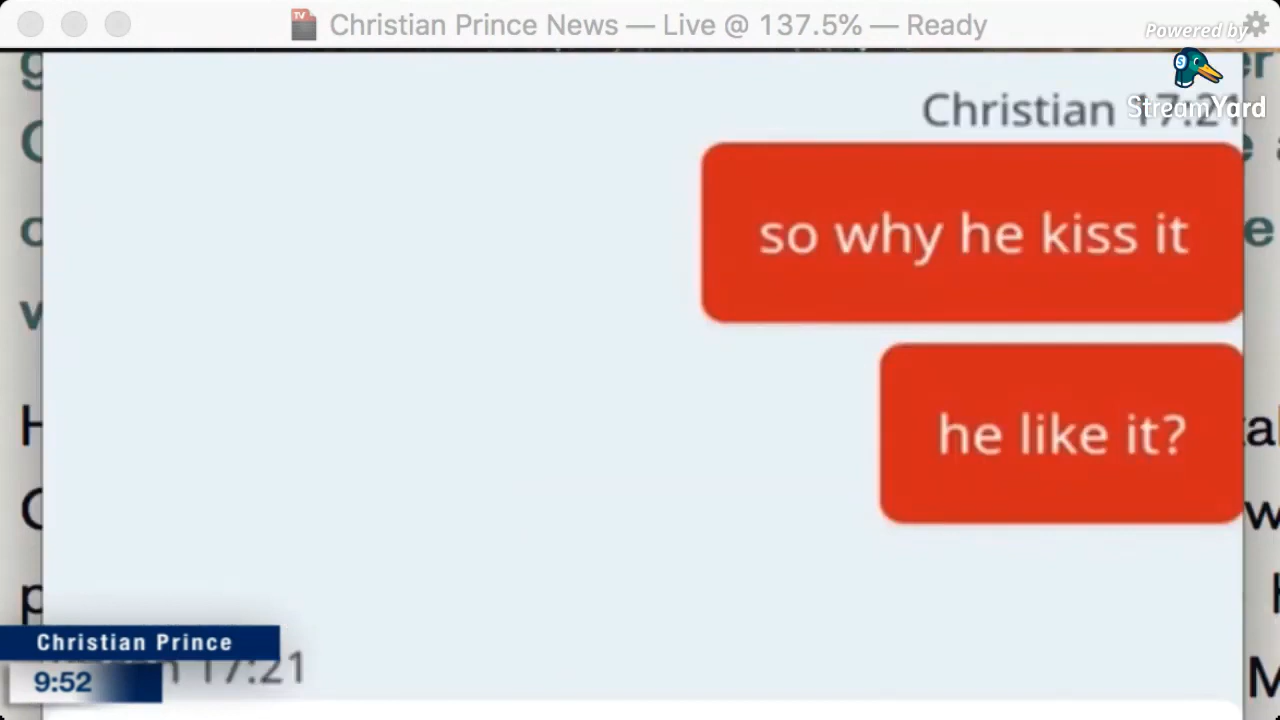 Christian Prince News — Live @ 137.5% — Ready
Powered by
StreamYard
Christian 17:21
so why he kiss it
he like it?
Christian Prince
17:21
9:52